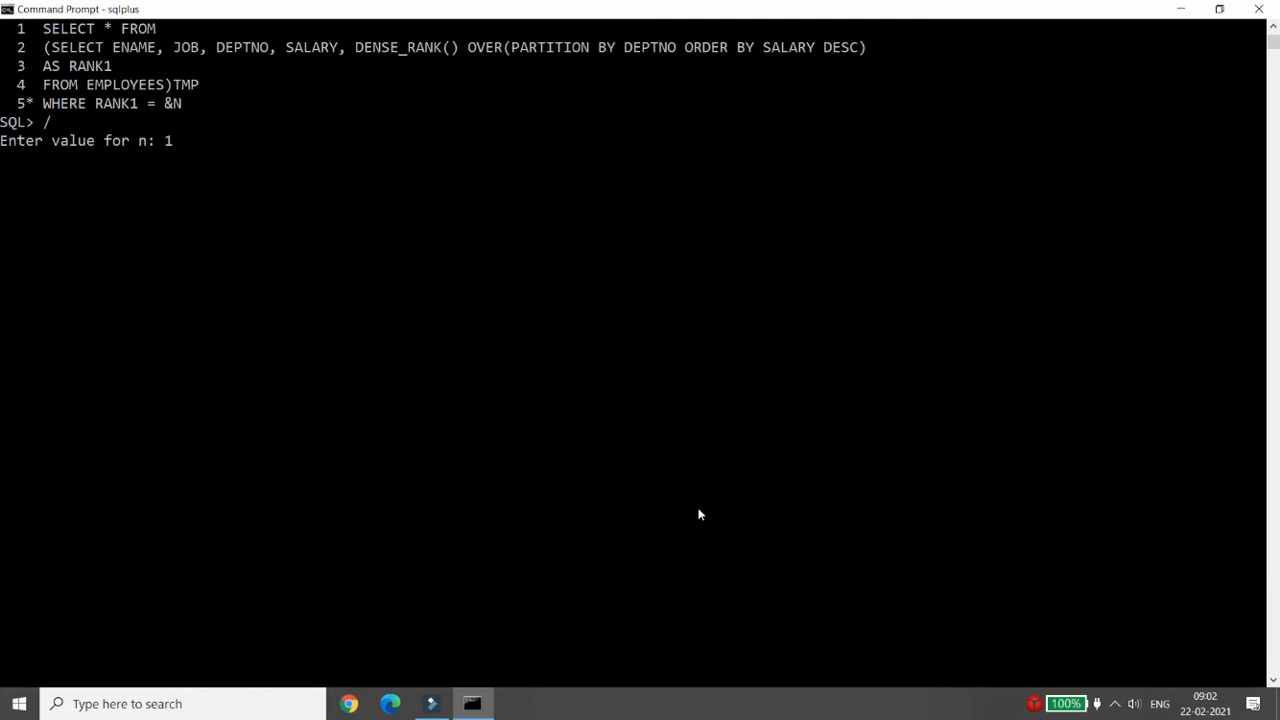 Command Prompt - sqlplus
1 SELECT * FROM
2 (SELECT ENAME, JOB, DEPTNO, SALARY, DENSE_RANK() OVER(PARTITION BY DEPTNO ORDER BY SALARY DESC)
3 AS RANK1
4 FROM EMPLOYEES)TMP
5* WHERE RANK1 = &N
SQL> /
Enter value for n: 1
Type here to search
100%
ENG
09:02
22-02-2021